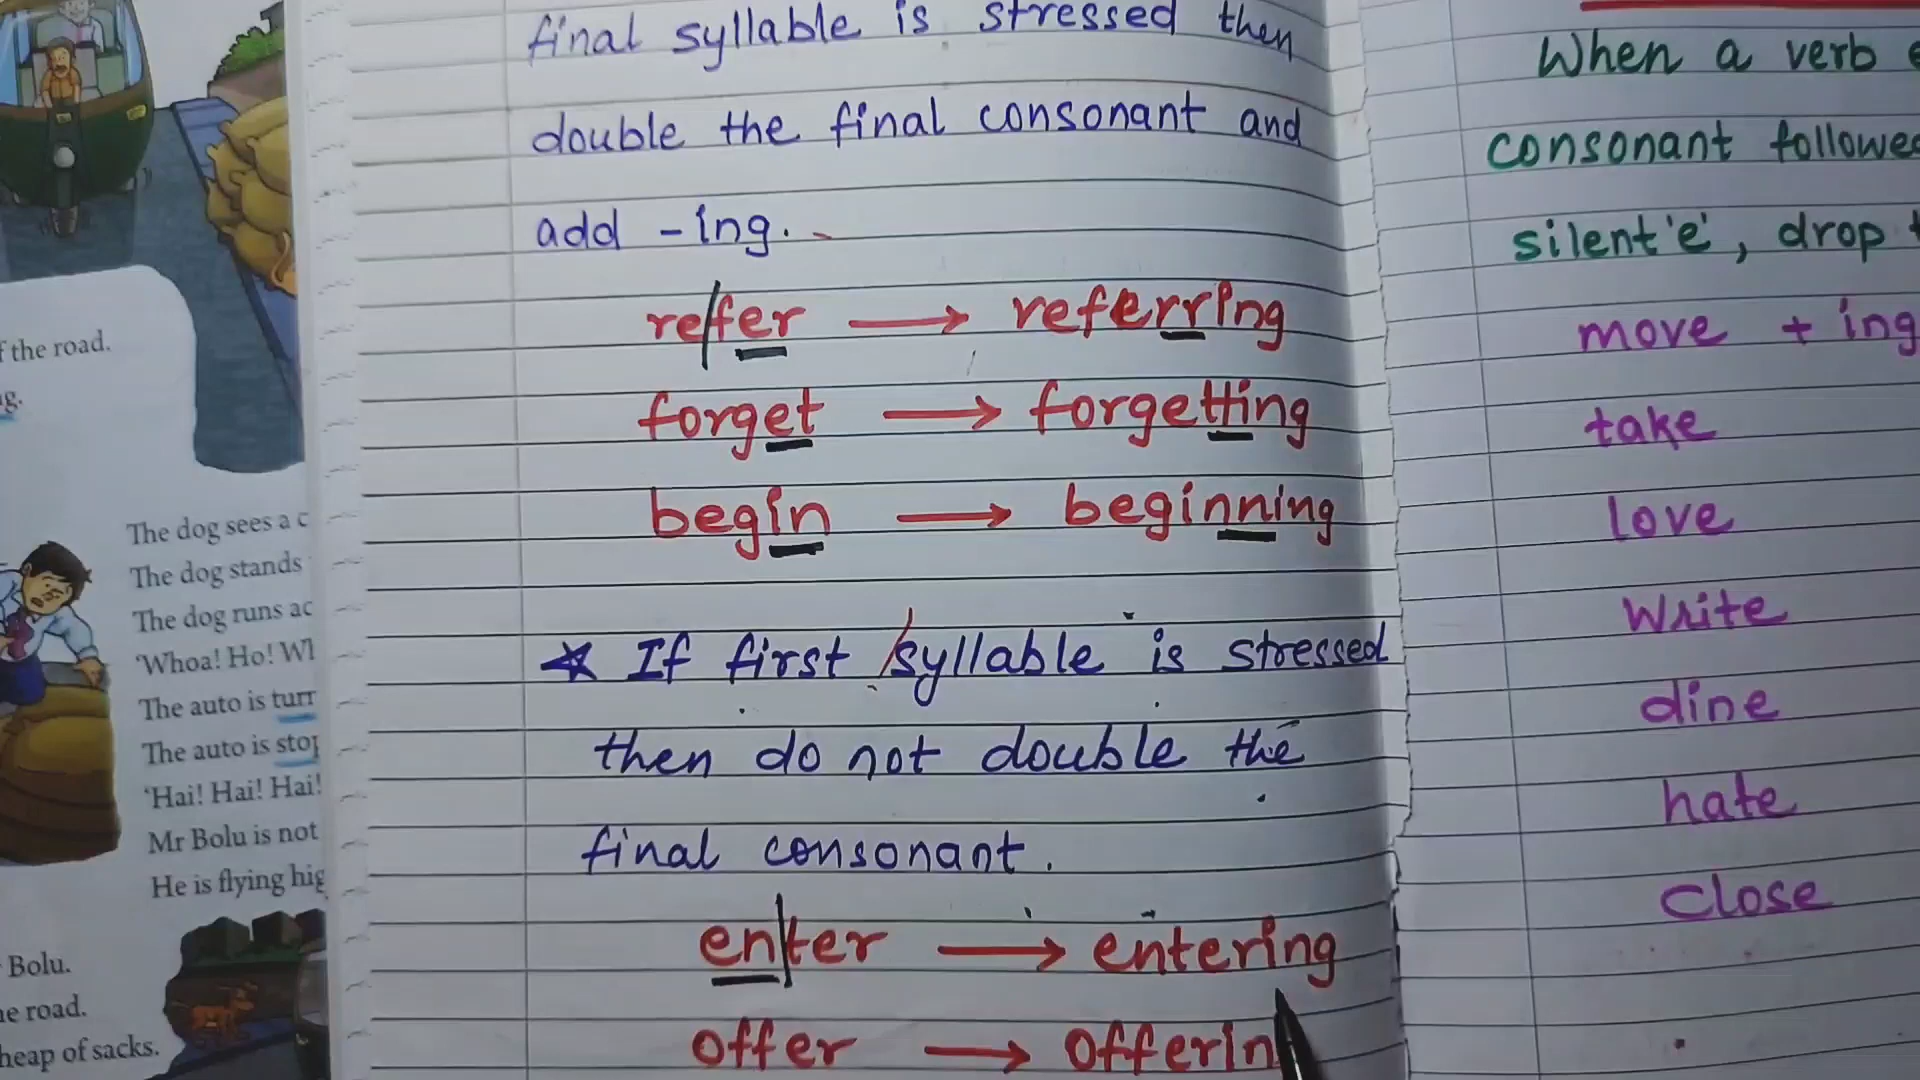 f the road.
g.
The dog sees a c
The dog stands
The dog runs ac
'Whoa! Ho! Wl
The auto is turr
The auto is stop
'Hai! Hai! Hai!
Mr Bolu is not
He is flying hig
Bolu.
e road.
heap of sacks.
final syllable is stressed then
double the final consonant and
add -ing.
refer → referring
forget → forgetting
begin → beginning
★ If first syllable is stressed
then do not double the
final consonant.
enter → entering
offer → offerin
When a verb e
consonant followed
silent 'e', drop t
move + ing
take
love
write
dine
hate
close